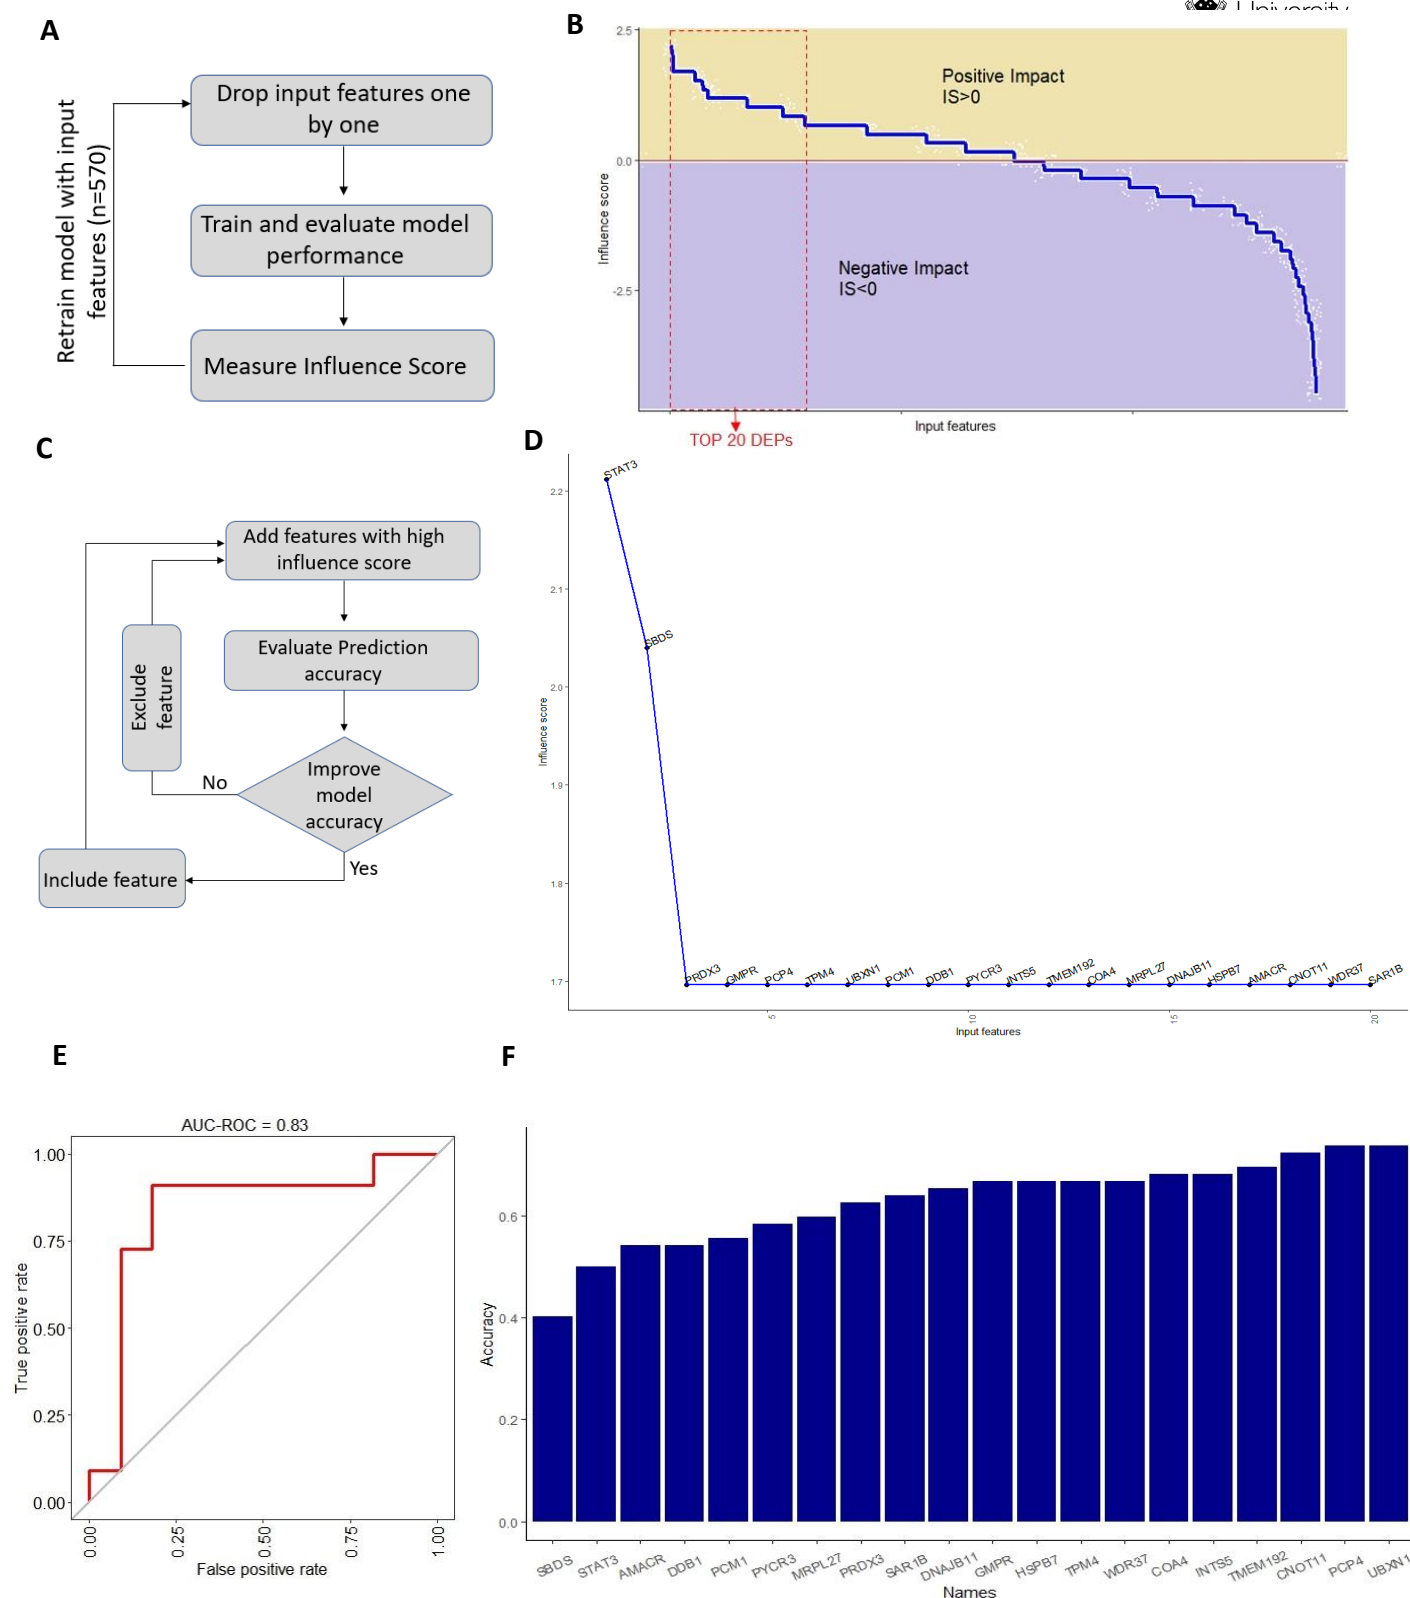 University
A
Retrain model with input
features (n=570)
Drop input features one
by one
Train and evaluate model
performance
Measure Influence Score
B
2.5
0.0
-2.5
Influence score
Positive Impact
IS>0
Negative Impact
IS<0
Input features
TOP 20 DEPs
C
Add features with high
influence score
Evaluate Prediction
accuracy
Exclude
feature
No
Improve
model
accuracy
Yes
Include feature
D
2.2
2.1
2.0
1.9
1.8
1.7
Influence score
STAT3
SBDS
PRDX3
GMPR
PCP4
TPM4
UBXN1
PCM1
DDB1
PYCR3
INTS5
TMEM192
COA4
MRPL27
DNAJB11
HSPB7
AMACR
CNOT11
WDR37
SAR1B
5
10
15
20
Input features
E
AUC-ROC = 0.83
1.00
0.75
0.50
0.25
0.00
True positive rate
0.00
0.25
0.50
0.75
1.00
False positive rate
F
0.6
0.4
0.2
0.0
Accuracy
SBDS
STAT3
AMACR
DDB1
PCM1
PYCR3
MRPL27
PRDX3
SAR1B
DNAJB11
GMPR
HSPB7
TPM4
WDR37
COA4
INTS5
TMEM192
CNOT11
PCP4
UBXN1
Names